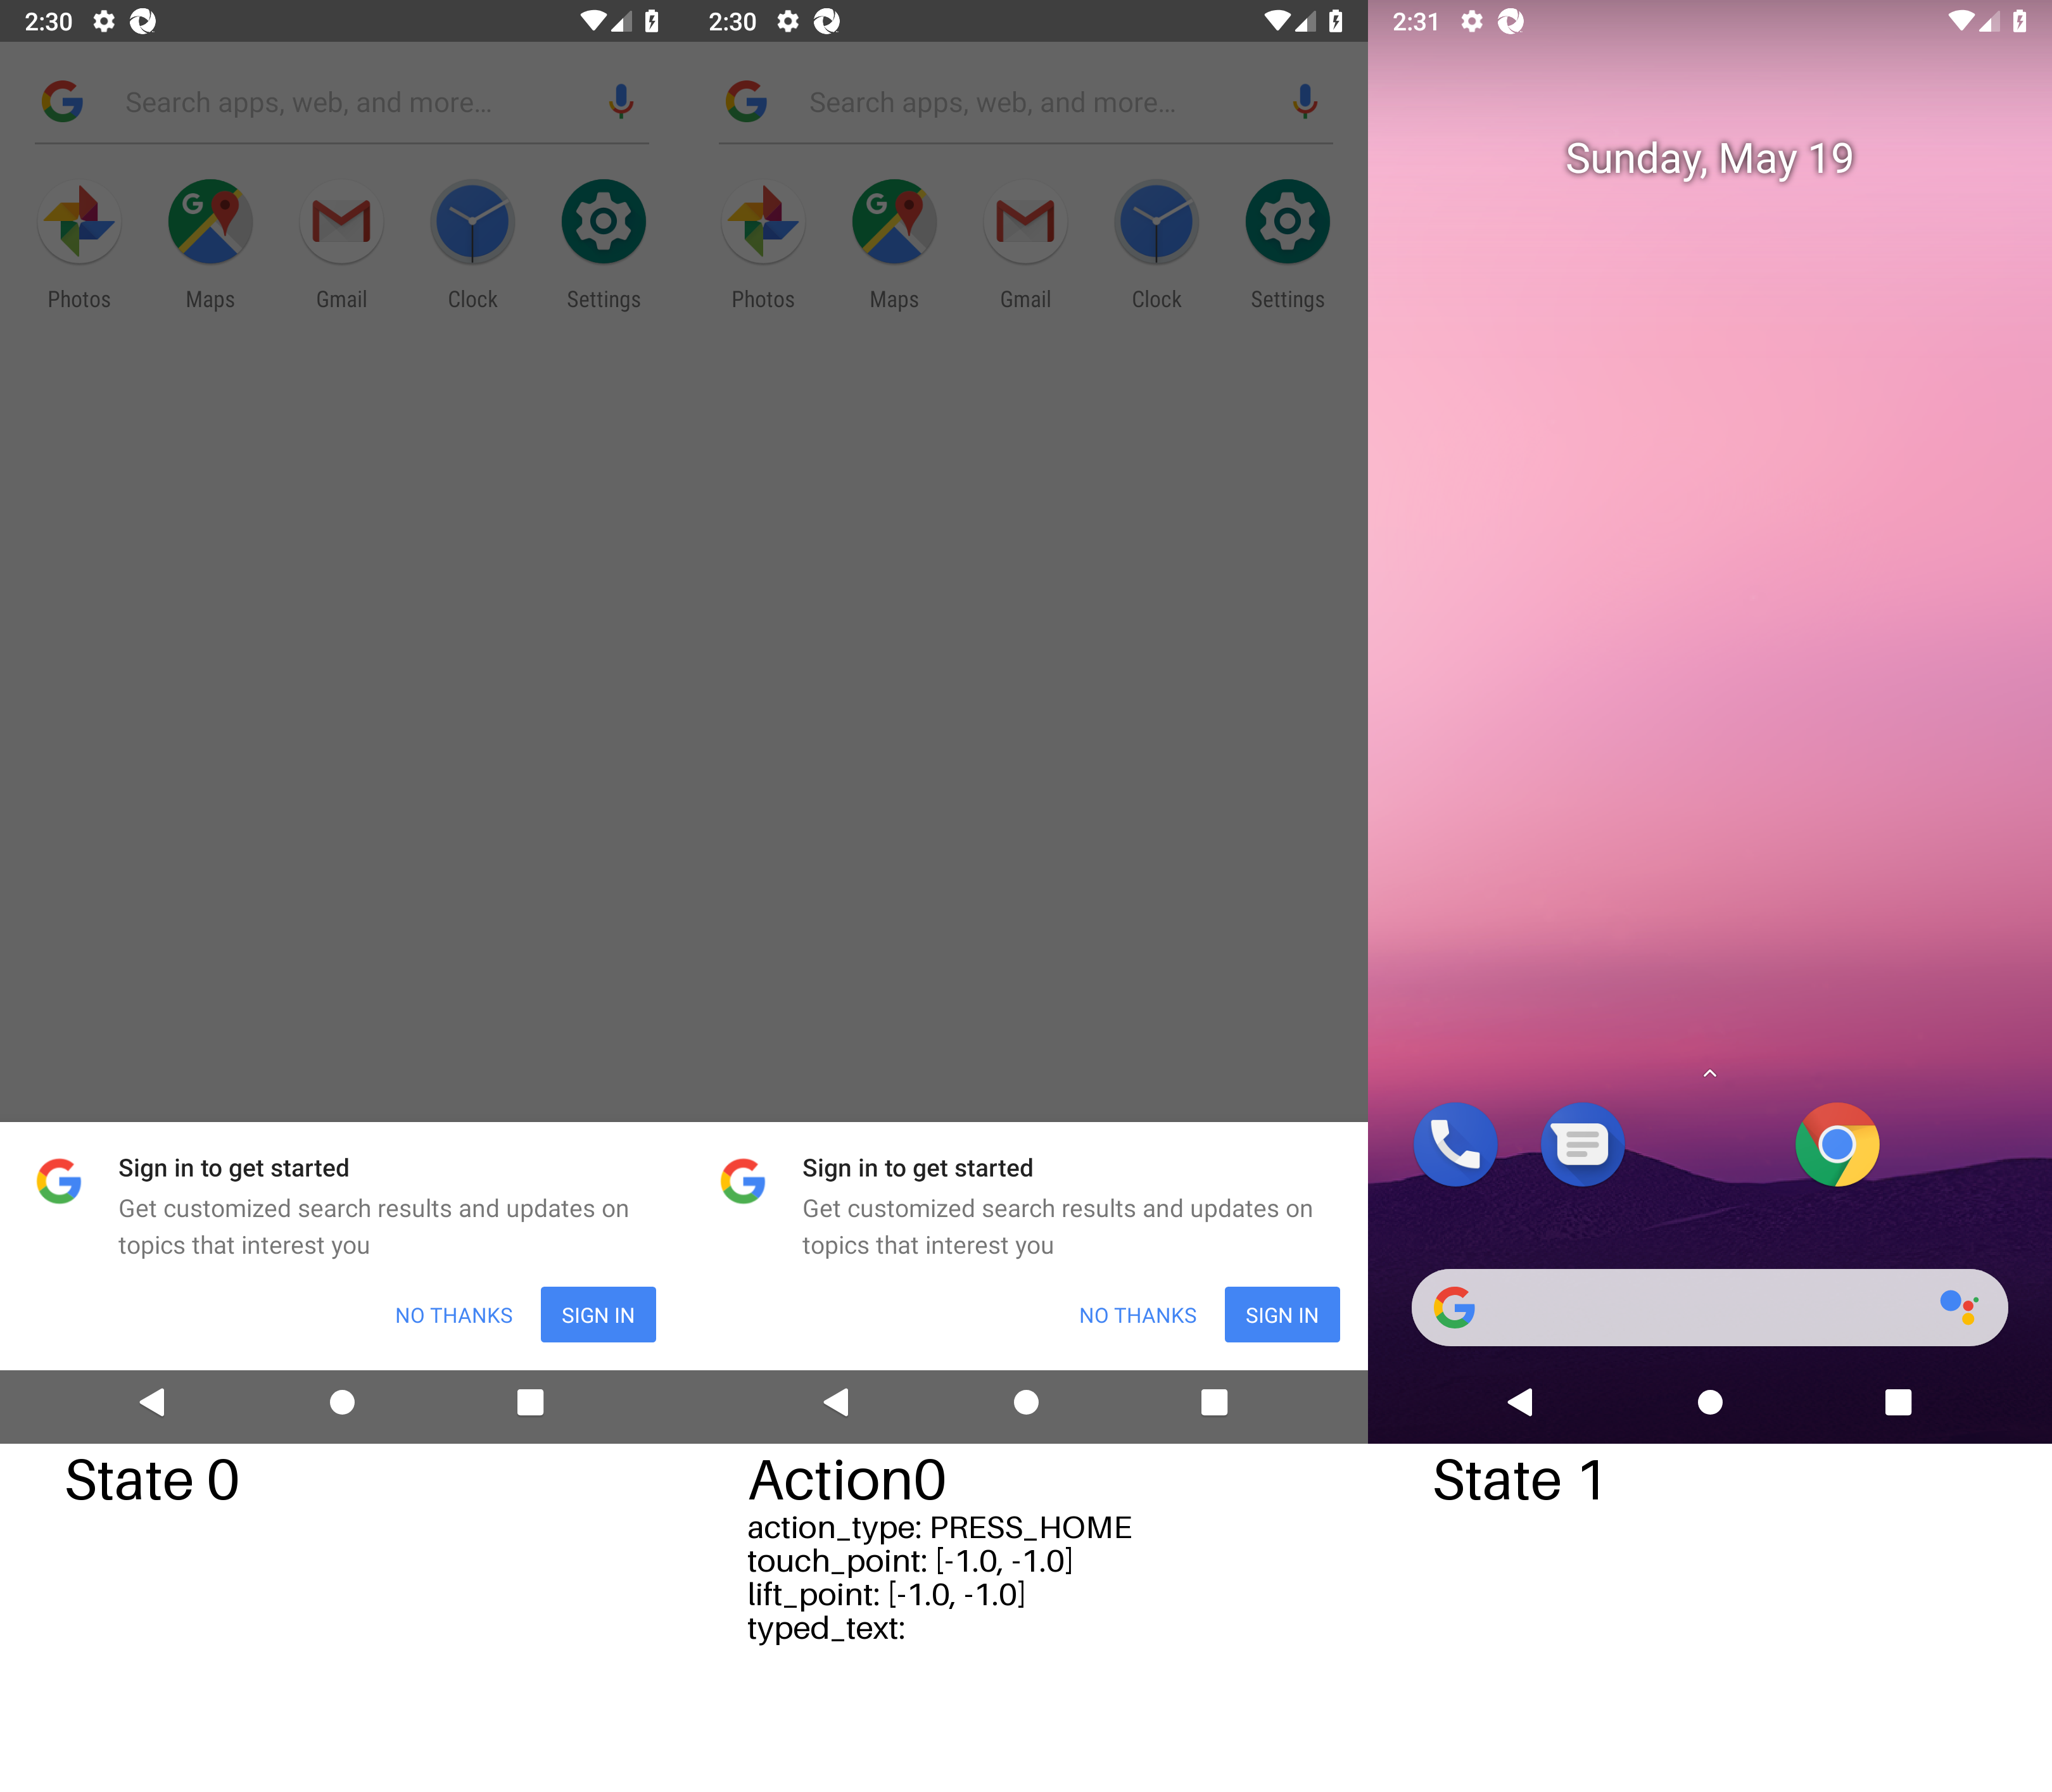 2:30
Search apps, web, and more...
Photos Maps Gmail Clock Settings
Sign in to get started
Get customized search results and updates on
topics that interest you
NO THANKS SIGN IN
State 0
2:30
Search apps, web, and more...
Photos Maps Gmail Clock Settings
Sign in to get started
Get customized search results and updates on
topics that interest you
NO THANKS SIGN IN
Action0
action_type: PRESS_HOME
touch_point: [-1.0, -1.0]
lift_point: [-1.0, -1.0]
typed_text:
2:31
Sunday, May 19
State 1